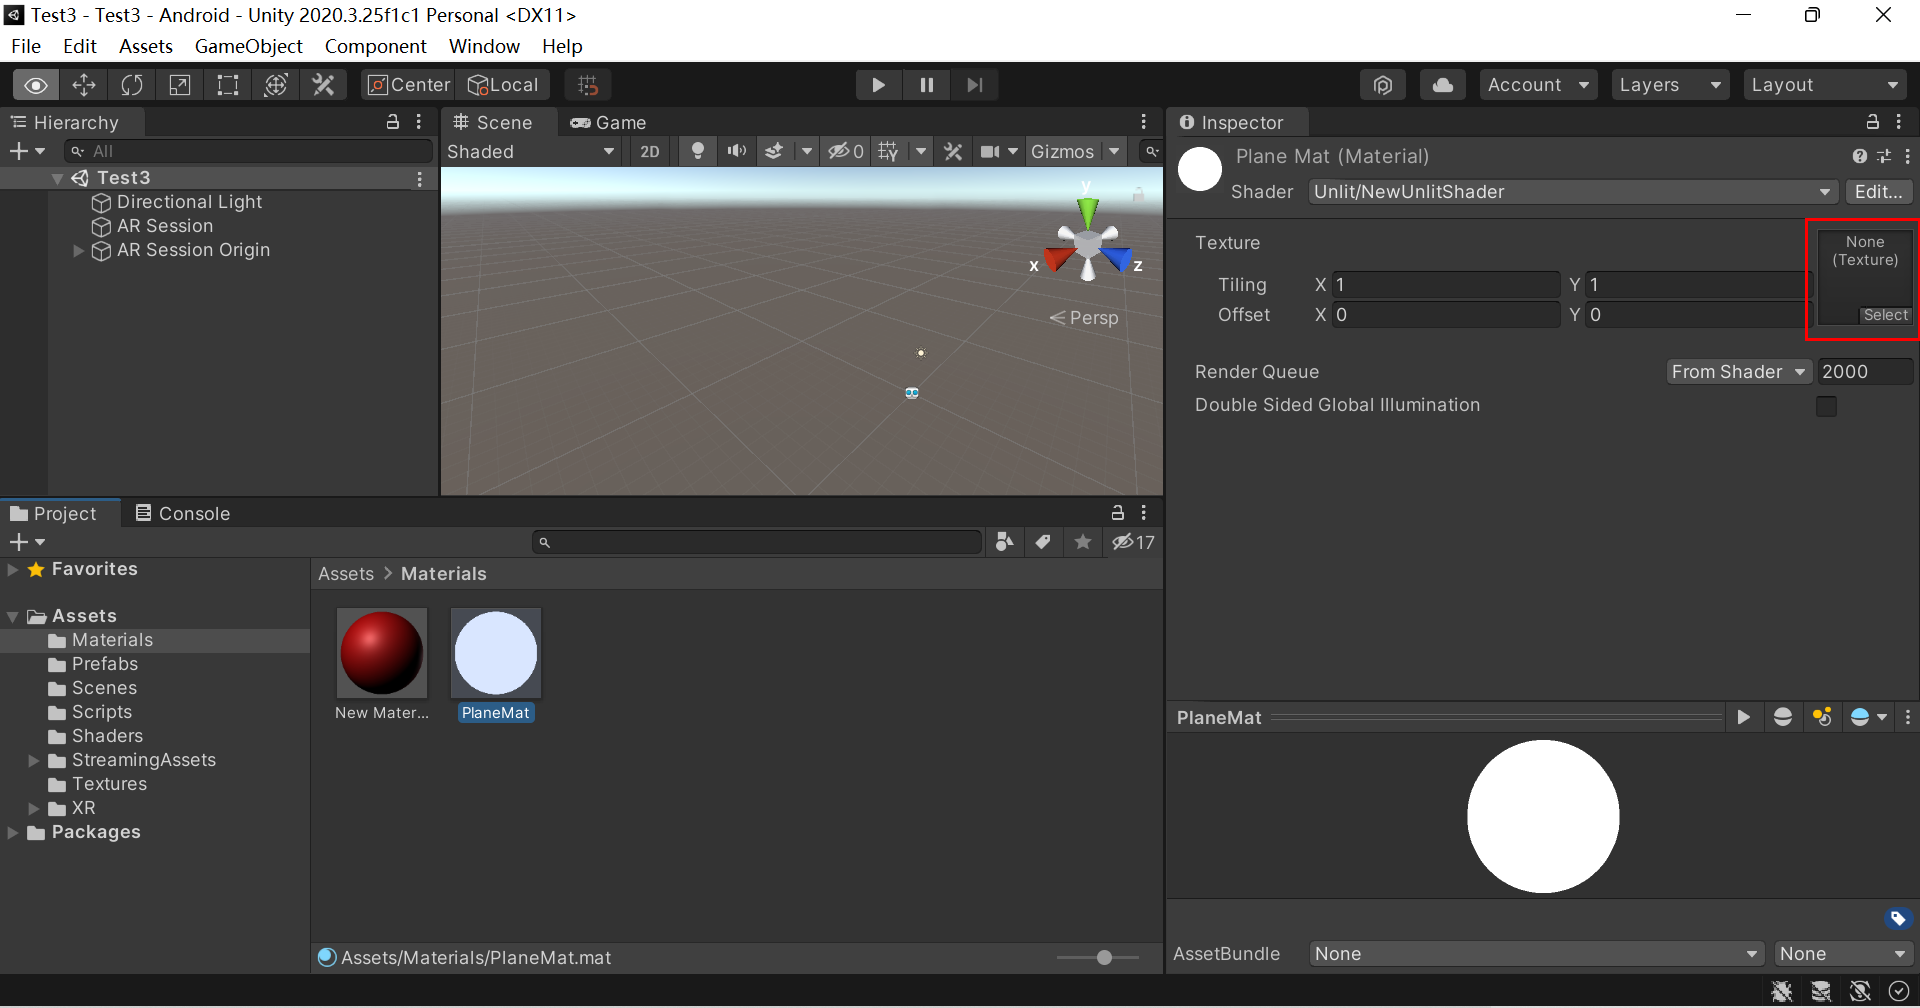 Test3 - Test3 - Android - Unity 2020.3.25f1c1 Personal <DX11>
File Edit Assets GameObject Component Window Help
Center Local Account Layers Layout
Hierarchy
All
Test3
Directional Light
AR Session
AR Session Origin
Scene Game
Shaded 2D 0 Gizmos
y
x z
Persp
Inspector
Plane Mat (Material)
Shader Unlit/NewUnlitShader Edit...
Texture
None
(Texture)
Select
Tiling X 1 Y 1
Offset X 0 Y 0
Render Queue From Shader 2000
Double Sided Global Illumination
Project Console
17
Favorites
Assets
Materials
Prefabs
Scenes
Scripts
Shaders
StreamingAssets
Textures
XR
Packages
Assets > Materials
New Mater... PlaneMat
Assets/Materials/PlaneMat.mat
PlaneMat
AssetBundle None None